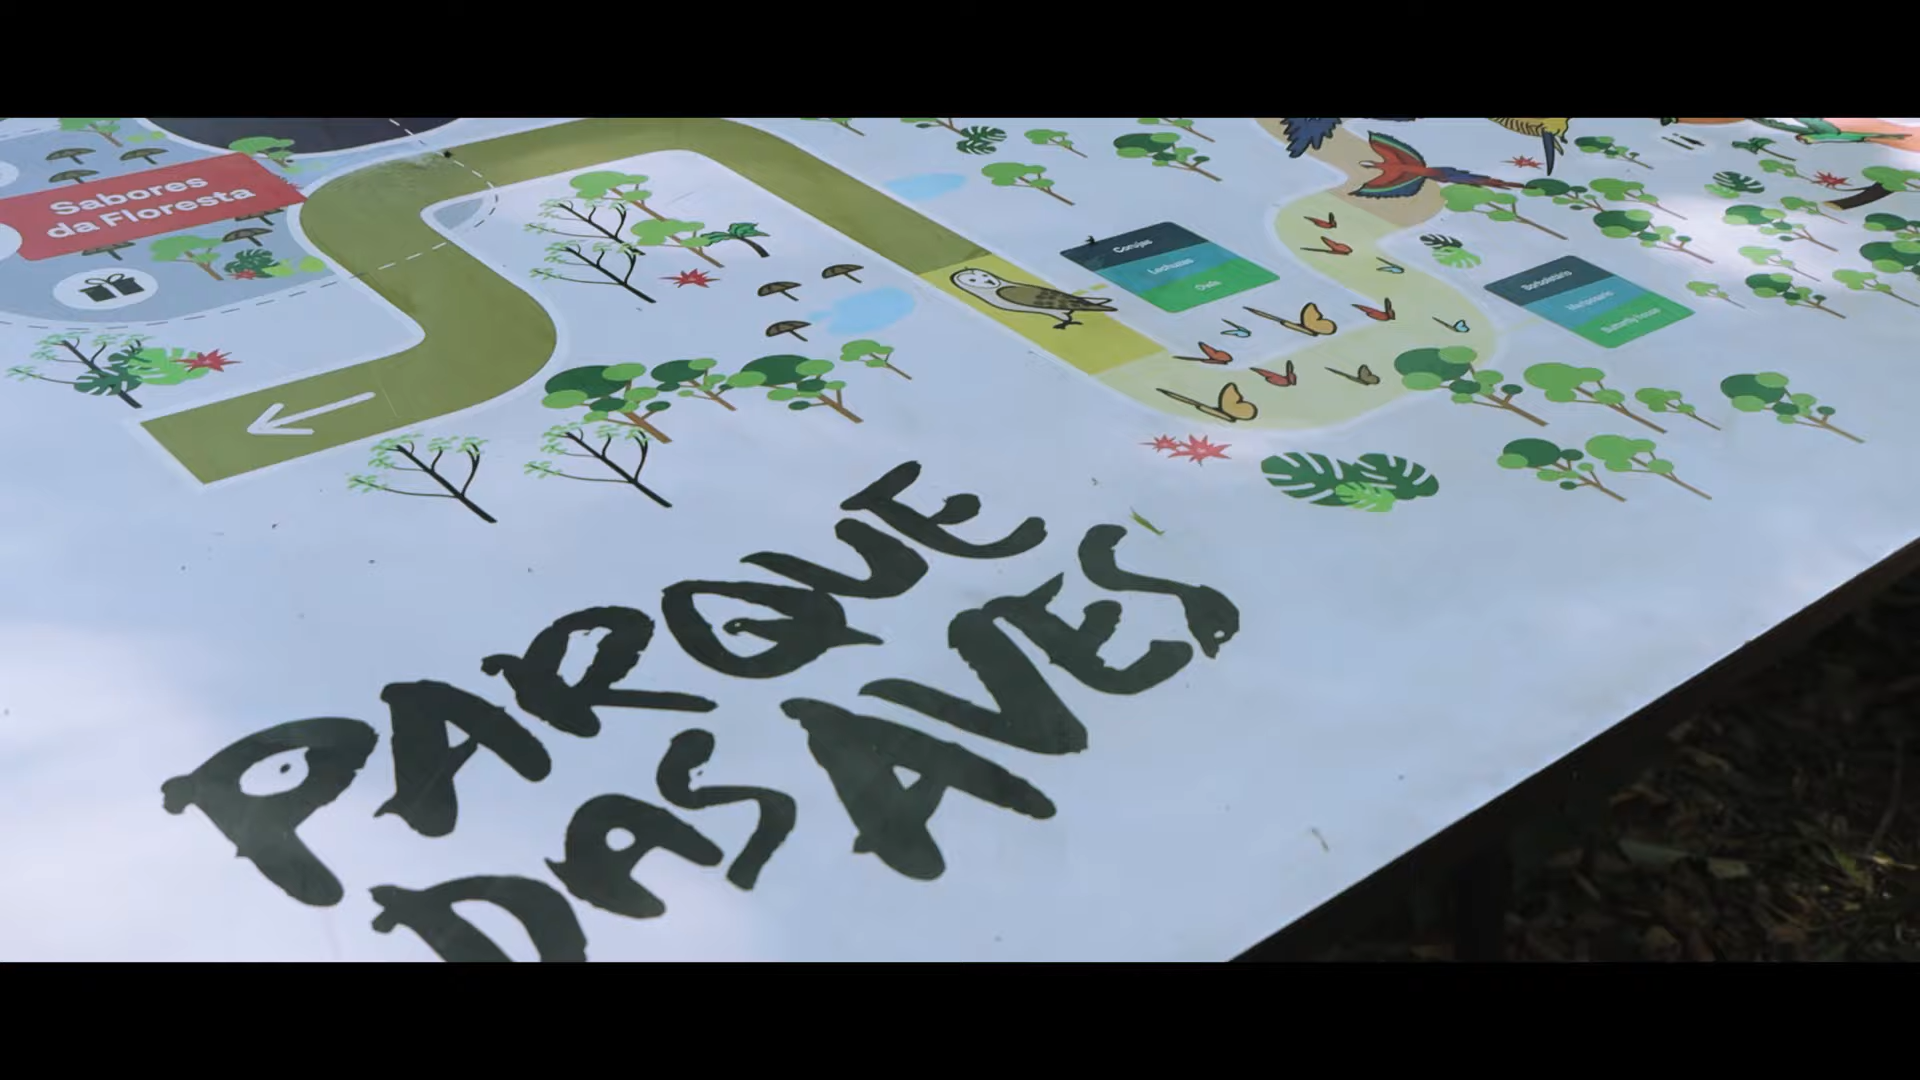 Sabores
da Floresta
Corujas
Lechuzas
Owls
Borboletário
Mariposario
Butterfly House
PARQUE
DAS AVES